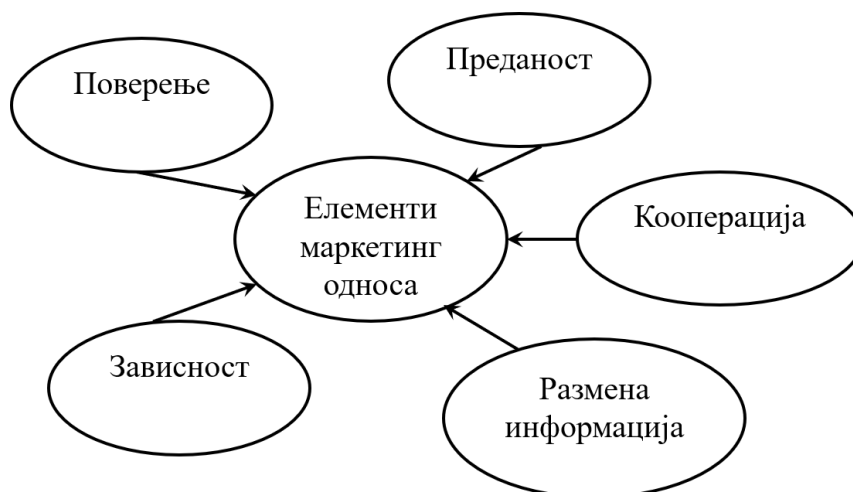 Поверење
Преданост
Елементи
маркетинг
односа
Кооперација
Зависност
Размена
информација